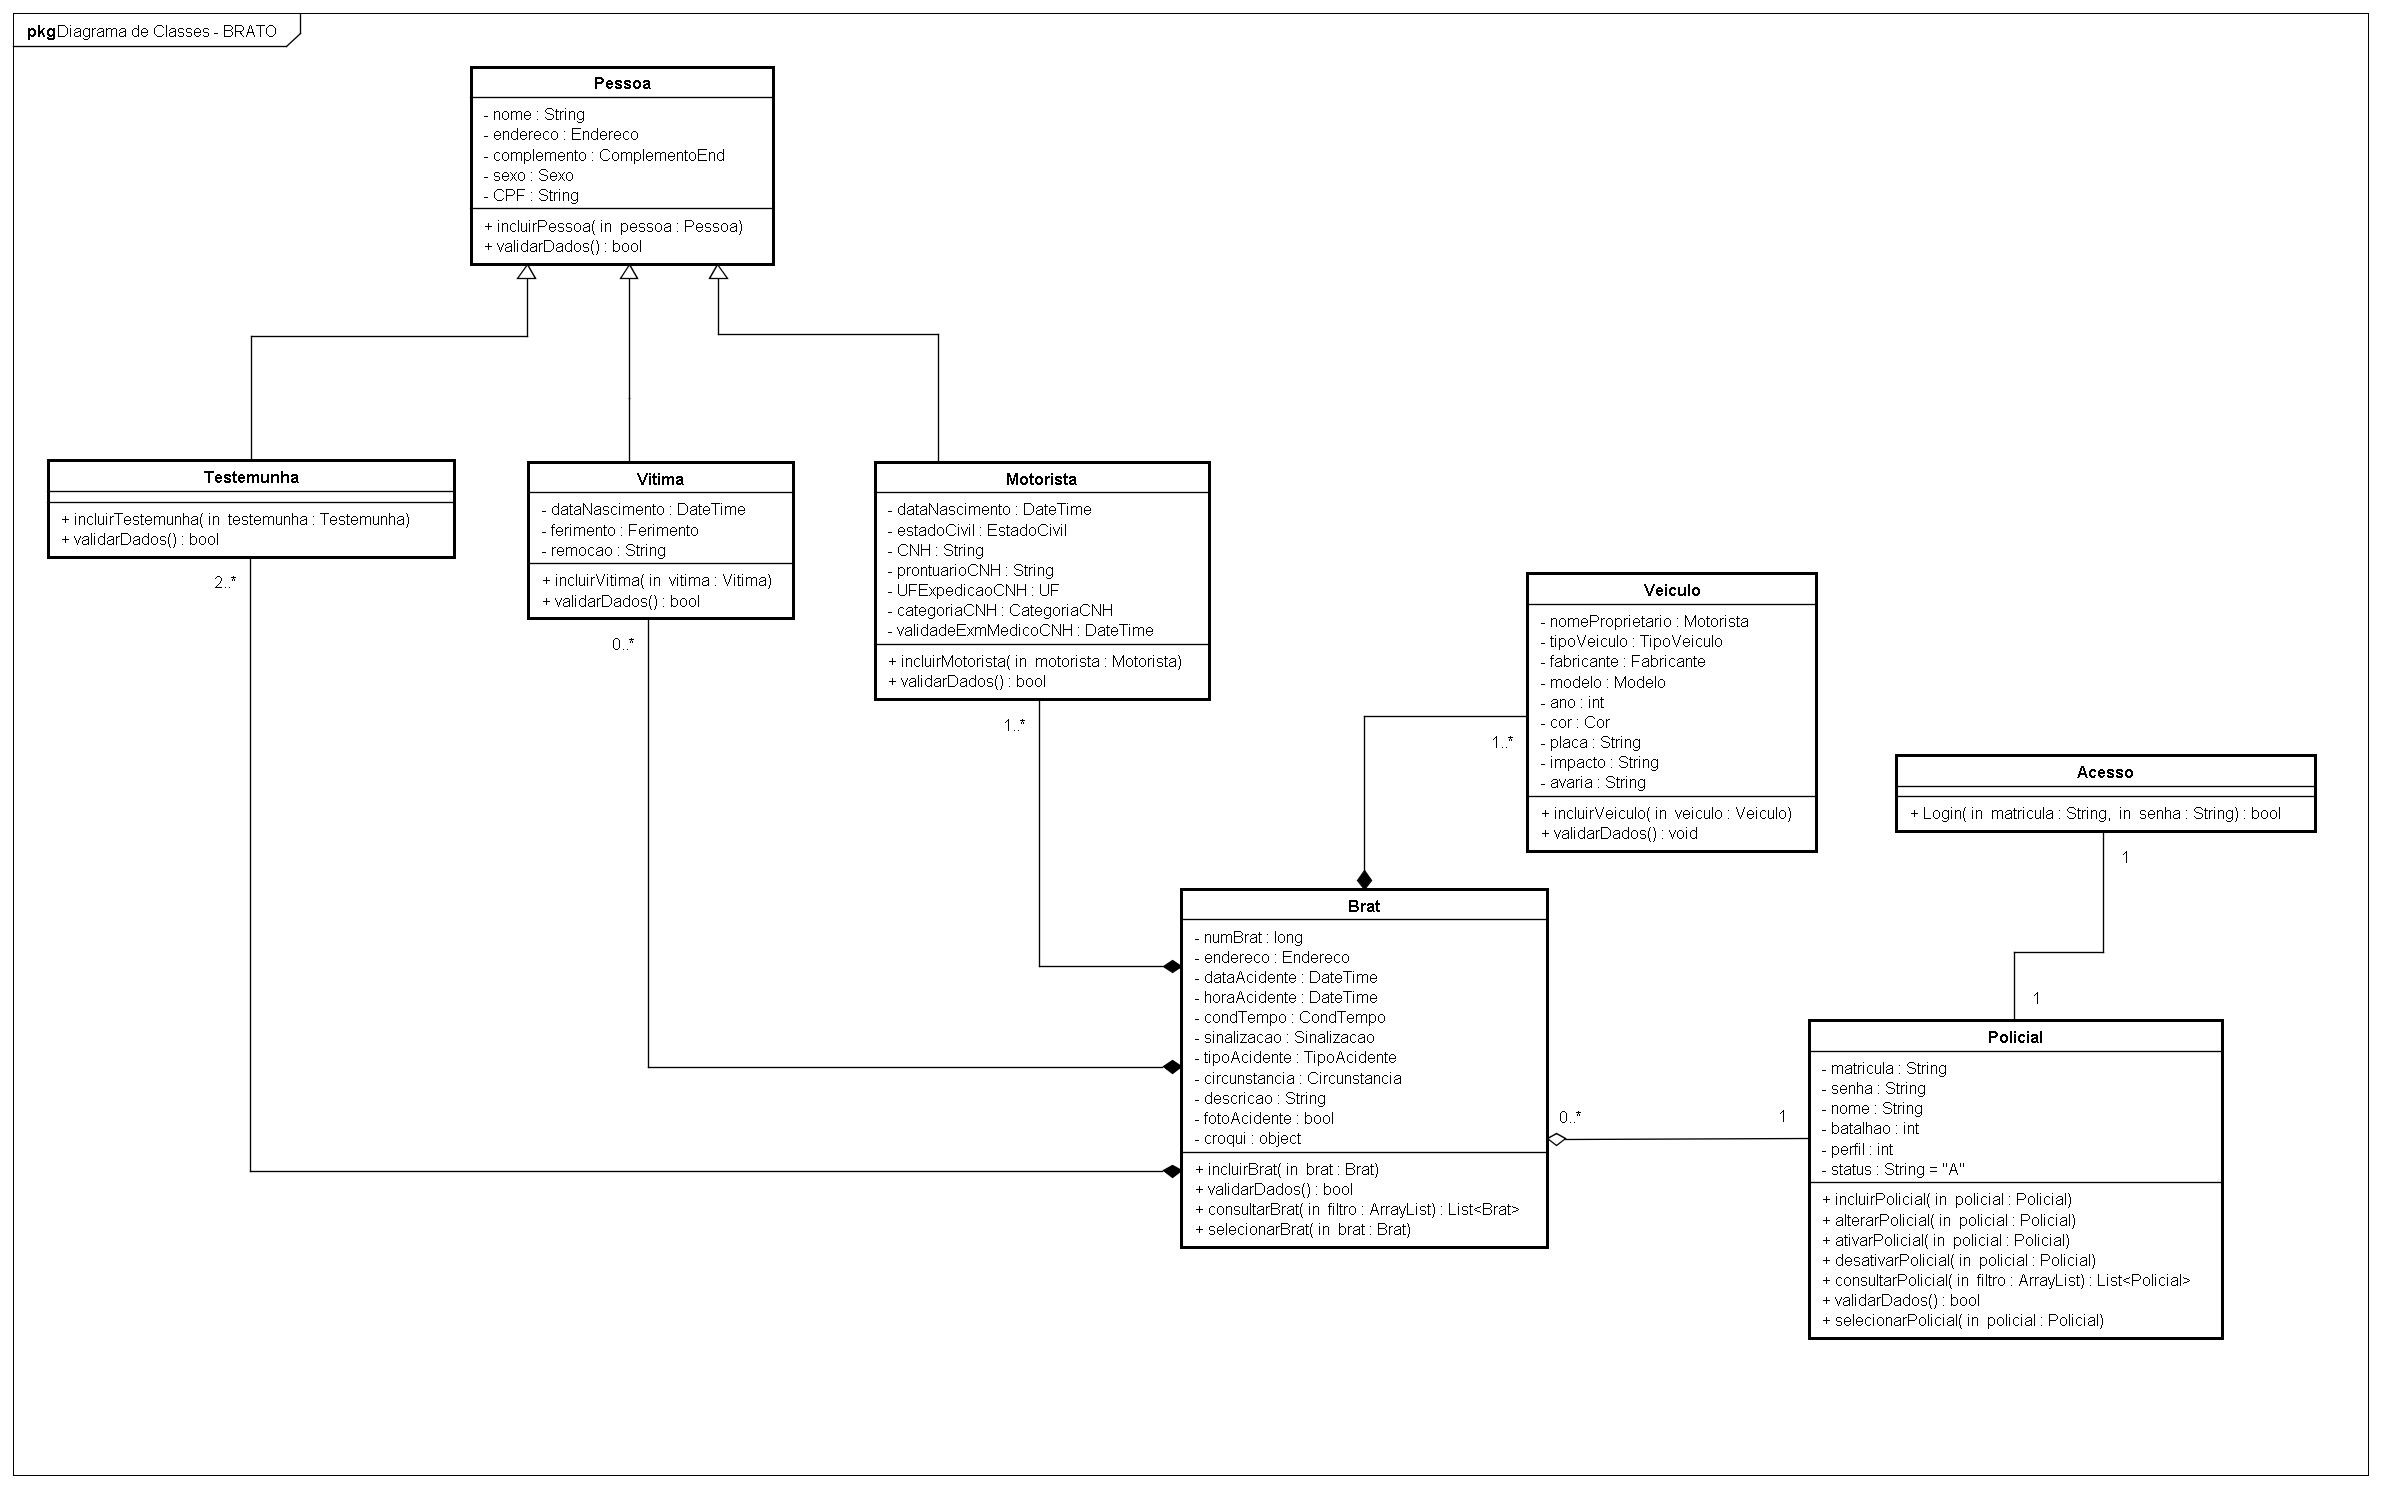 pkgDiagrama de Classes - BRATO
Pessoa
- nome : String
- endereco : Endereco
- complemento : ComplementoEnd
- sexo : Sexo
- CPF : String
+ incluirPessoa( in pessoa : Pessoa)
+ validarDados() : bool
Testemunha
+ incluirTestemunha( in testemunha : Testemunha)
+ validarDados() : bool
2..*
Vitima
- dataNascimento : DateTime
- ferimento : Ferimento
- remocao : String
+ incluirVitima( in vitima : Vitima)
+ validarDados() : bool
0..*
Motorista
- dataNascimento : DateTime
- estadoCivil : EstadoCivil
- CNH : String
- prontuarioCNH : String
- UFExpedicaoCNH : UF
- categoriaCNH : CategoriaCNH
- validadeExmMedicoCNH : DateTime
+ incluirMotorista( in motorista : Motorista)
+ validarDados() : bool
1..*
Veiculo
- nomeProprietario : Motorista
- tipoVeiculo : TipoVeiculo
- fabricante : Fabricante
- modelo : Modelo
- ano : int
- cor : Cor
- placa : String
- impacto : String
- avaria : String
+ incluirVeiculo( in veiculo : Veiculo)
+ validarDados() : void
1..*
Acesso
+ Login( in matricula : String, in senha : String) : bool
1
1
Brat
- numBrat : long
- endereco : Endereco
- dataAcidente : DateTime
- horaAcidente : DateTime
- condTempo : CondTempo
- sinalizacao : Sinalizacao
- tipoAcidente : TipoAcidente
- circunstancia : Circunstancia
- descricao : String
- fotoAcidente : bool
- croqui : object
+ incluirBrat( in brat : Brat)
+ validarDados() : bool
+ consultarBrat( in filtro : ArrayList) : List<Brat>
+ selecionarBrat( in brat : Brat)
0..*
1
Policial
- matricula : String
- senha : String
- nome : String
- batalhao : int
- perfil : int
- status : String = "A"
+ incluirPolicial( in policial : Policial)
+ alterarPolicial( in policial : Policial)
+ ativarPolicial( in policial : Policial)
+ desativarPolicial( in policial : Policial)
+ consultarPolicial( in filtro : ArrayList) : List<Policial>
+ validarDados() : bool
+ selecionarPolicial( in policial : Policial)